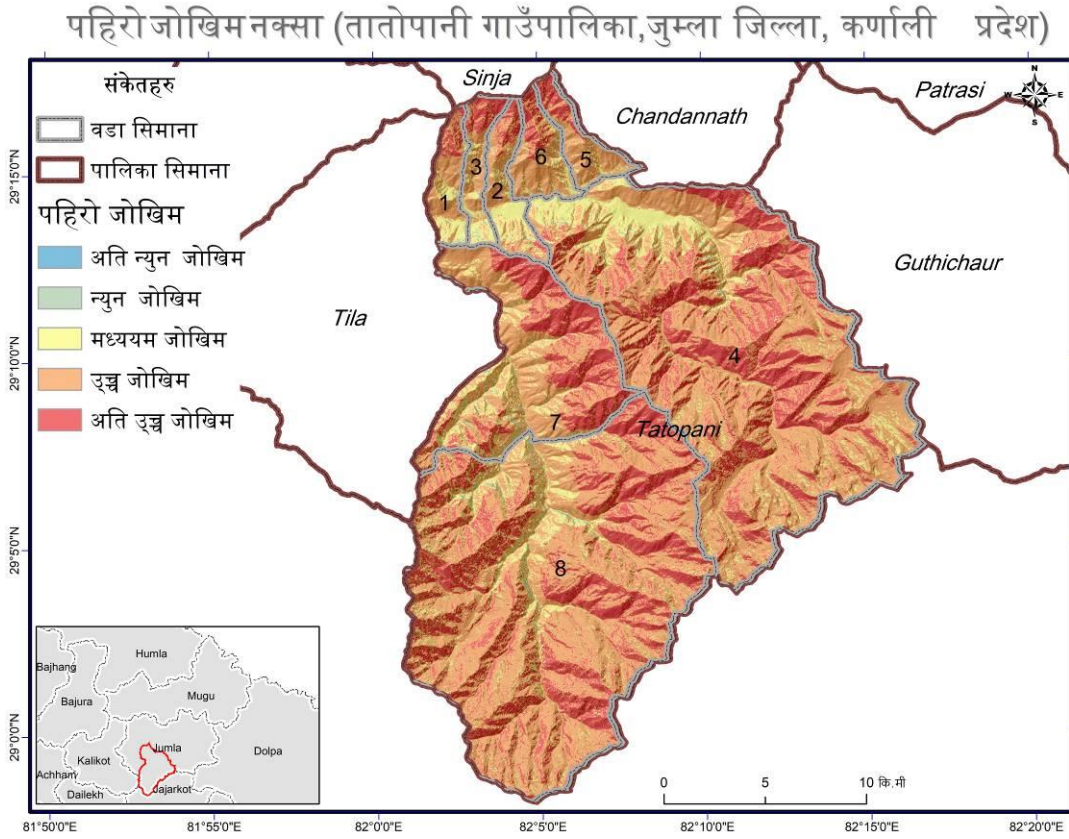 पहिरो जोखिम नक्सा (तातोपानी गाउँपालिका,जुम्ला जिल्ला, कर्णाली प्रदेश)
संकेतहरु
वडा सिमाना
पालिका सिमाना
पहिरो जोखिम
अति न्युन जोखिम
न्युन जोखिम
मध्ययम जोखिम
उच्च जोखिम
अति उच्च जोखिम
Sinja
Chandannath
Patrasi
N
W
E
S
Guthichaur
Tila
Tatopani
3
6
5
1
2
4
7
8
29°15'0"N
29°10'0"N
29°5'0"N
29°0'0"N
Humla
Bajhang
Mugu
Bajura
Jumla
Dolpa
Kalikot
Achham
Jajarkot
Dailekh
0 5 10 कि.मी
81°50'0"E 81°55'0"E 82°0'0"E 82°5'0"E 82°10'0"E 82°15'0"E 82°20'0"E